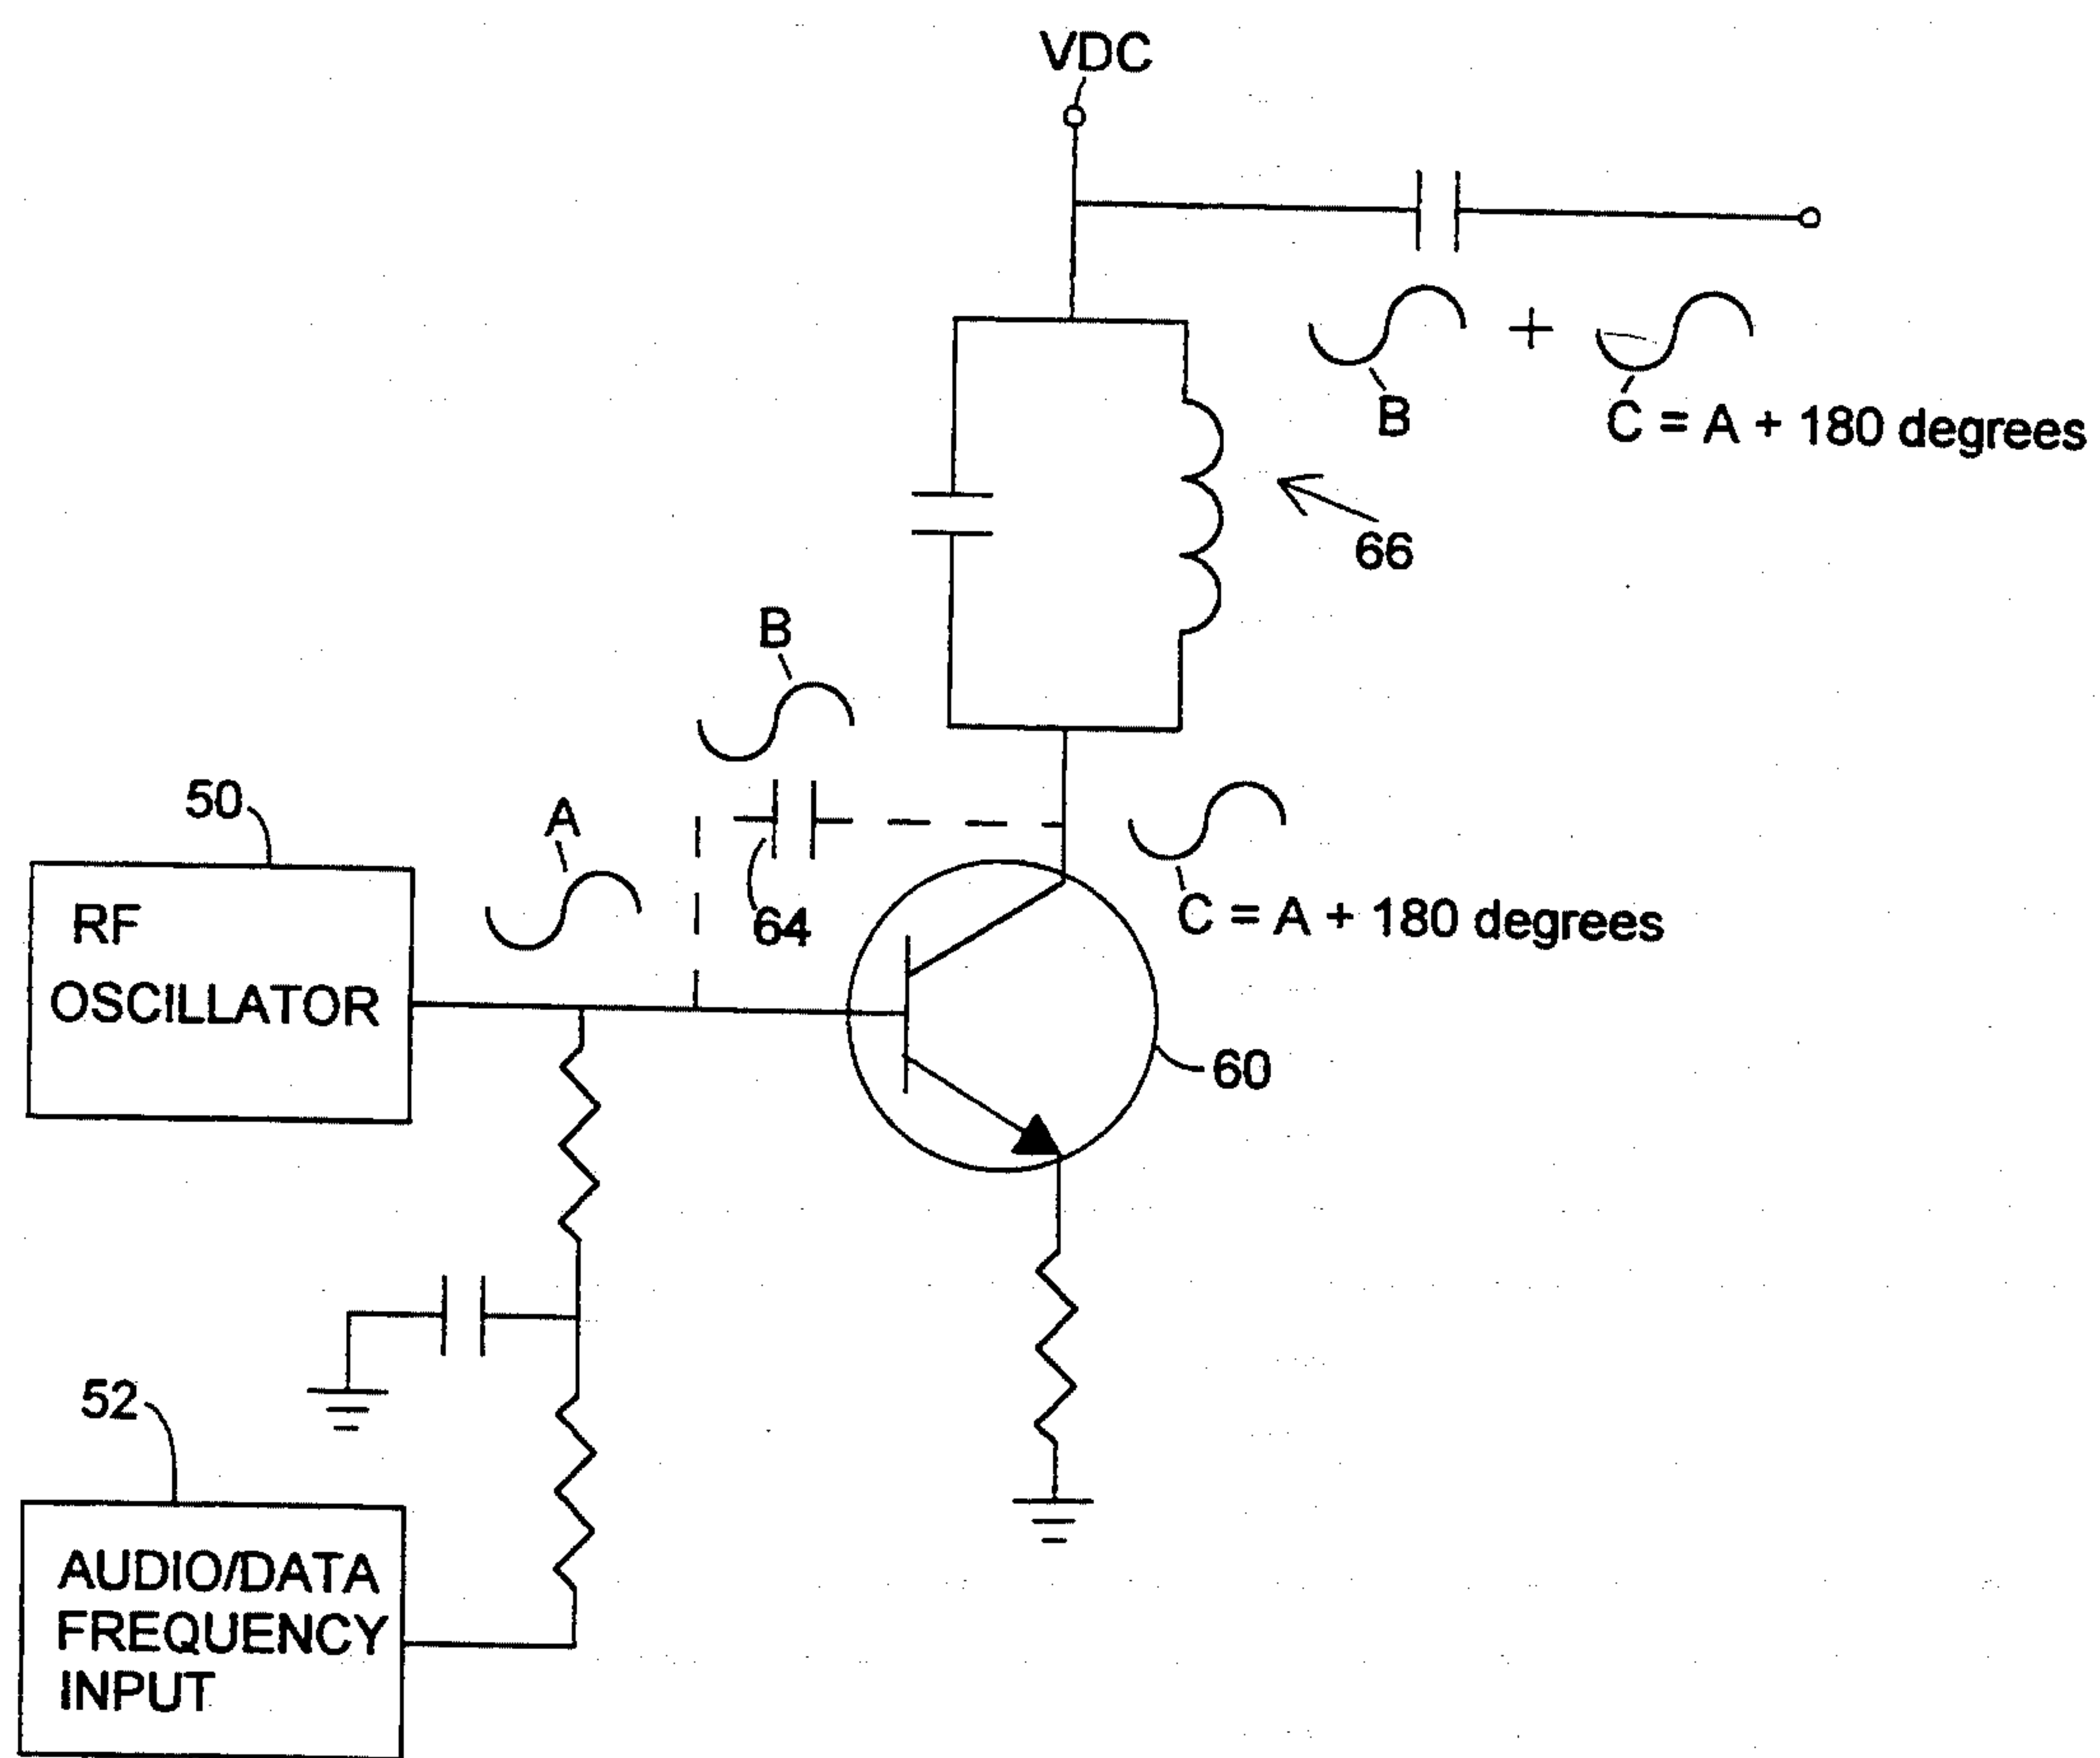 VDC
B
+
C = A + 180 degrees
66
B
50
A
64
C = A + 180 degrees
RF
OSCILLATOR
60
52
AUDIO/DATA
FREQUENCY
INPUT